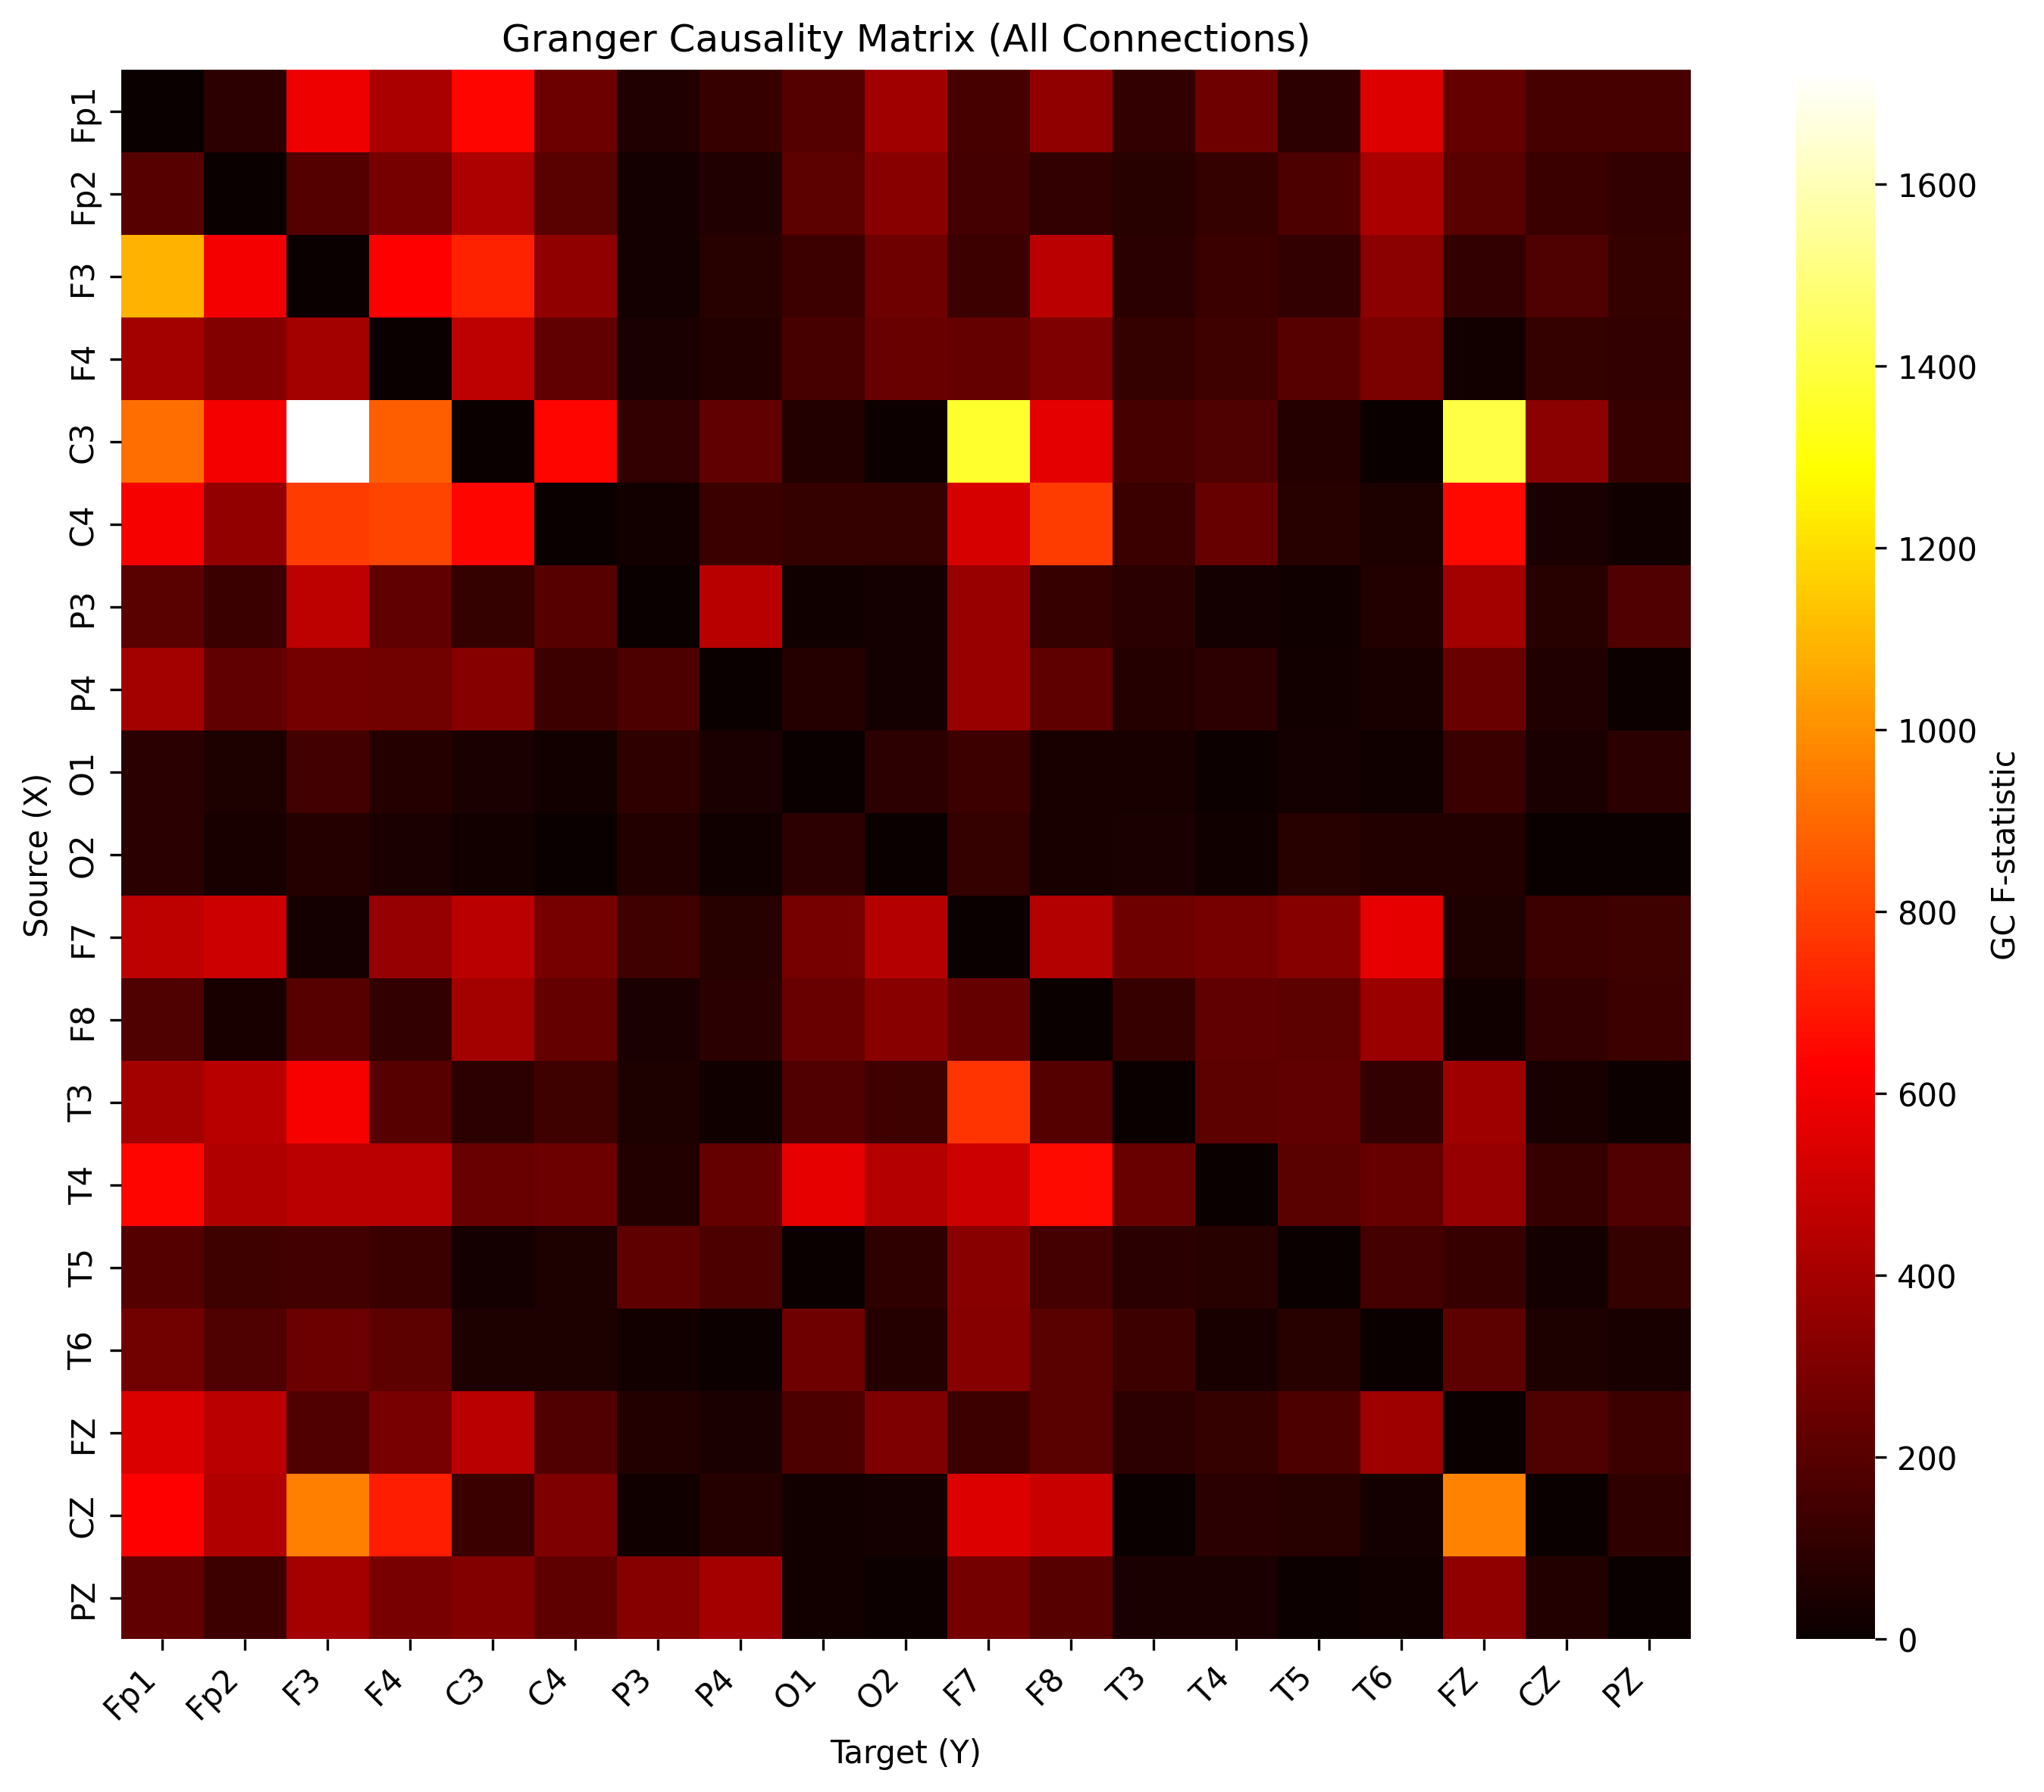 Granger Causality Matrix (All Connections)
Source (X)
Fp1
Fp2
F3
F4
C3
C4
P3
P4
O1
O2
F7
F8
T3
T4
T5
T6
FZ
CZ
PZ
Fp1 Fp2 F3 F4 C3 C4 P3 P4 O1 O2 F7 F8 T3 T4 T5 T6 FZ CZ PZ
Target (Y)
1600
1400
1200
1000
800
600
400
200
0
GC F-statistic